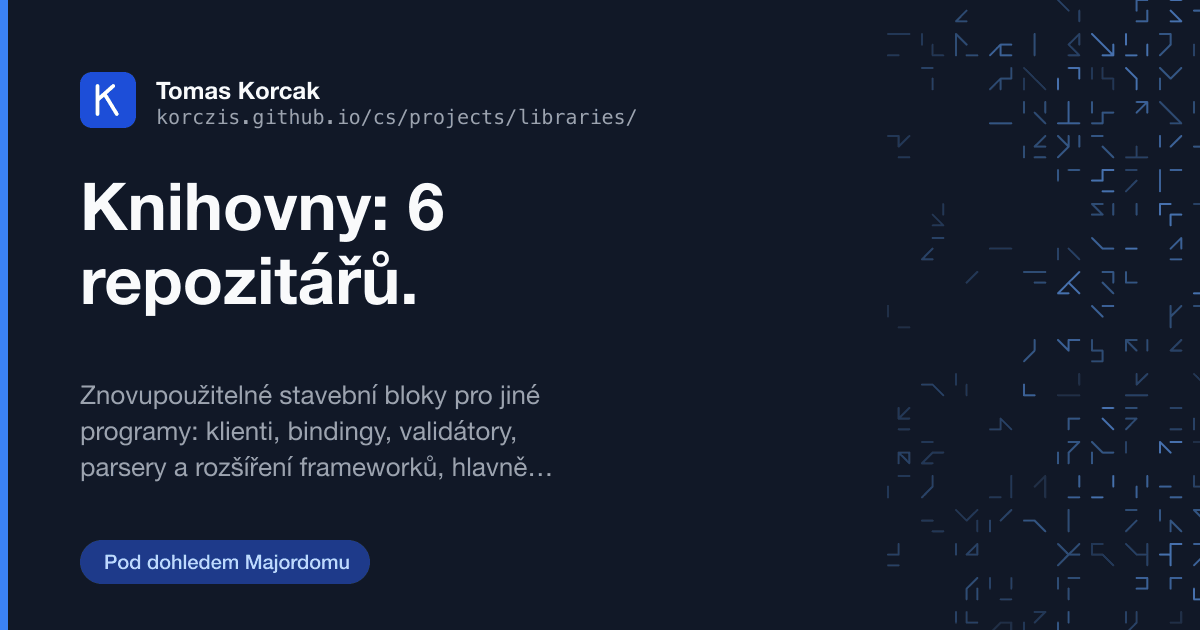 K
Tomas Korcak
korczis.github.io/cs/projects/libraries/
Knihovny: 6
repozitářů.
Znovupoužitelné stavební bloky pro jiné
programy: klienti, bindingy, validátory,
parsery a rozšíření frameworků, hlavně…
Pod dohledem Majordomu